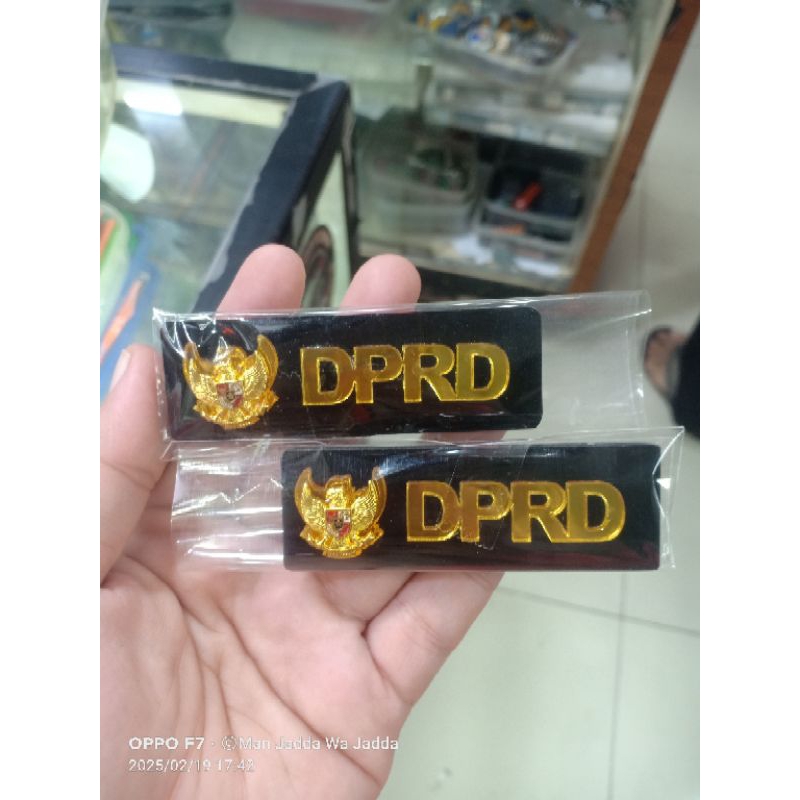 DPRD
DPRD
OPPO F7 · ©Man Jadda Wa Jadda
2025/02/19 17:42